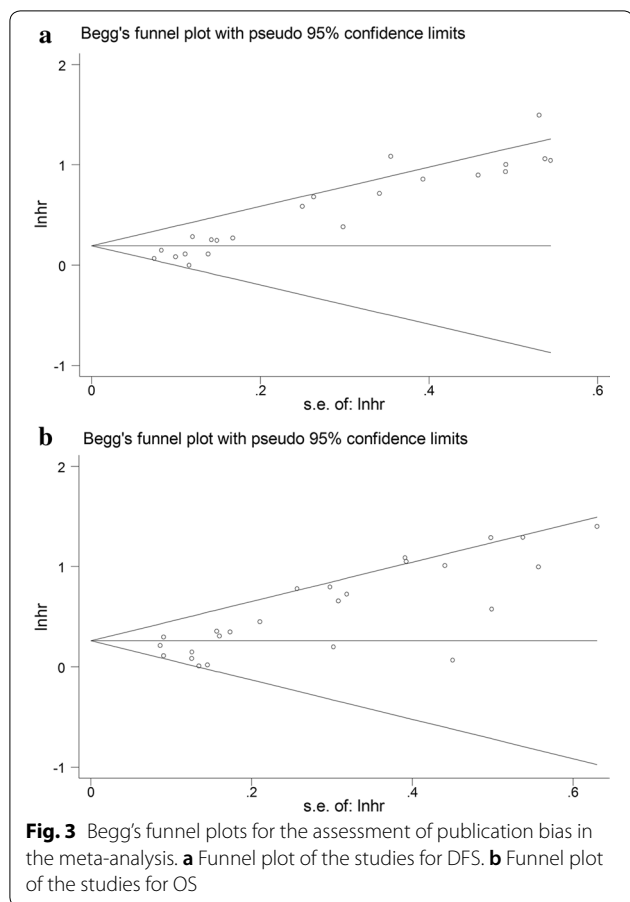 a Begg's funnel plot with pseudo 95% confidence limits
2
1
0
-1
lnhr
0 .2 .4 .6
s.e. of: lnhr
b Begg's funnel plot with pseudo 95% confidence limits
2
1
0
-1
lnhr
0 .2 .4 .6
s.e. of: lnhr
Fig. 3 Begg’s funnel plots for the assessment of publication bias in
the meta-analysis. a Funnel plot of the studies for DFS. b Funnel plot
of the studies for OS